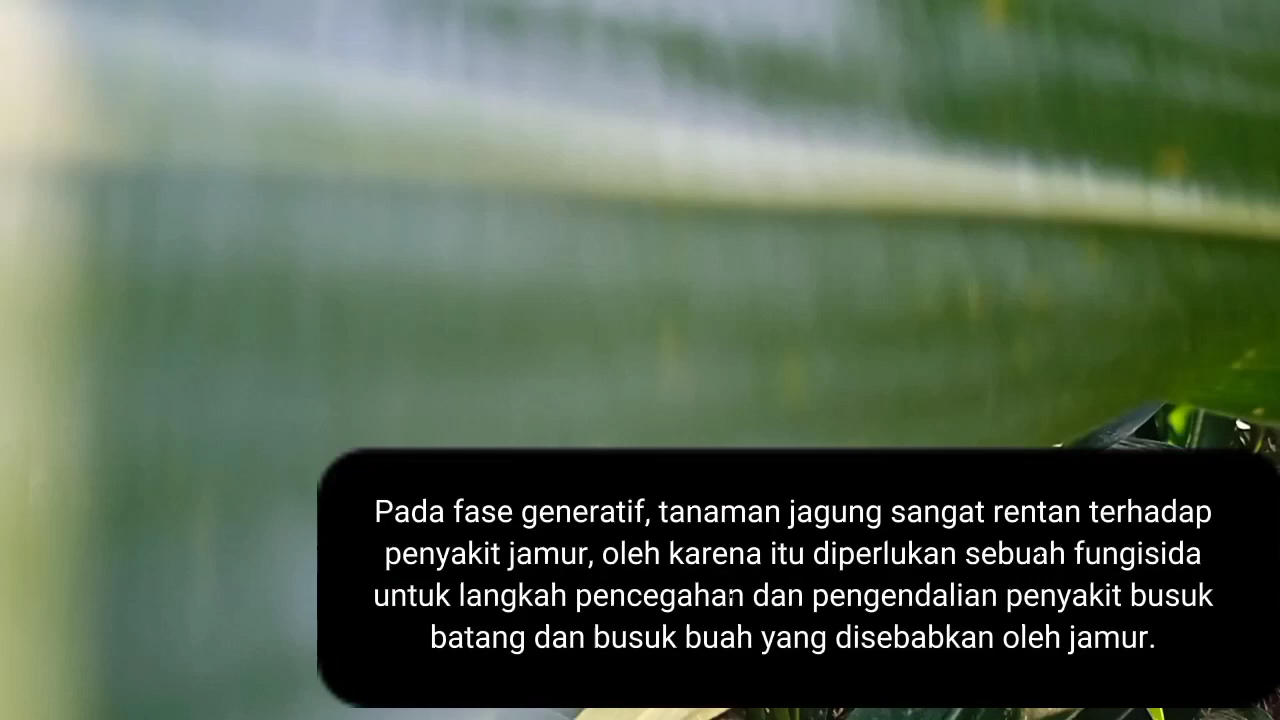 Pada fase generatif, tanaman jagung sangat rentan terhadap
penyakit jamur, oleh karena itu diperlukan sebuah fungisida
untuk langkah pencegahan dan pengendalian penyakit busuk
batang dan busuk buah yang disebabkan oleh jamur.